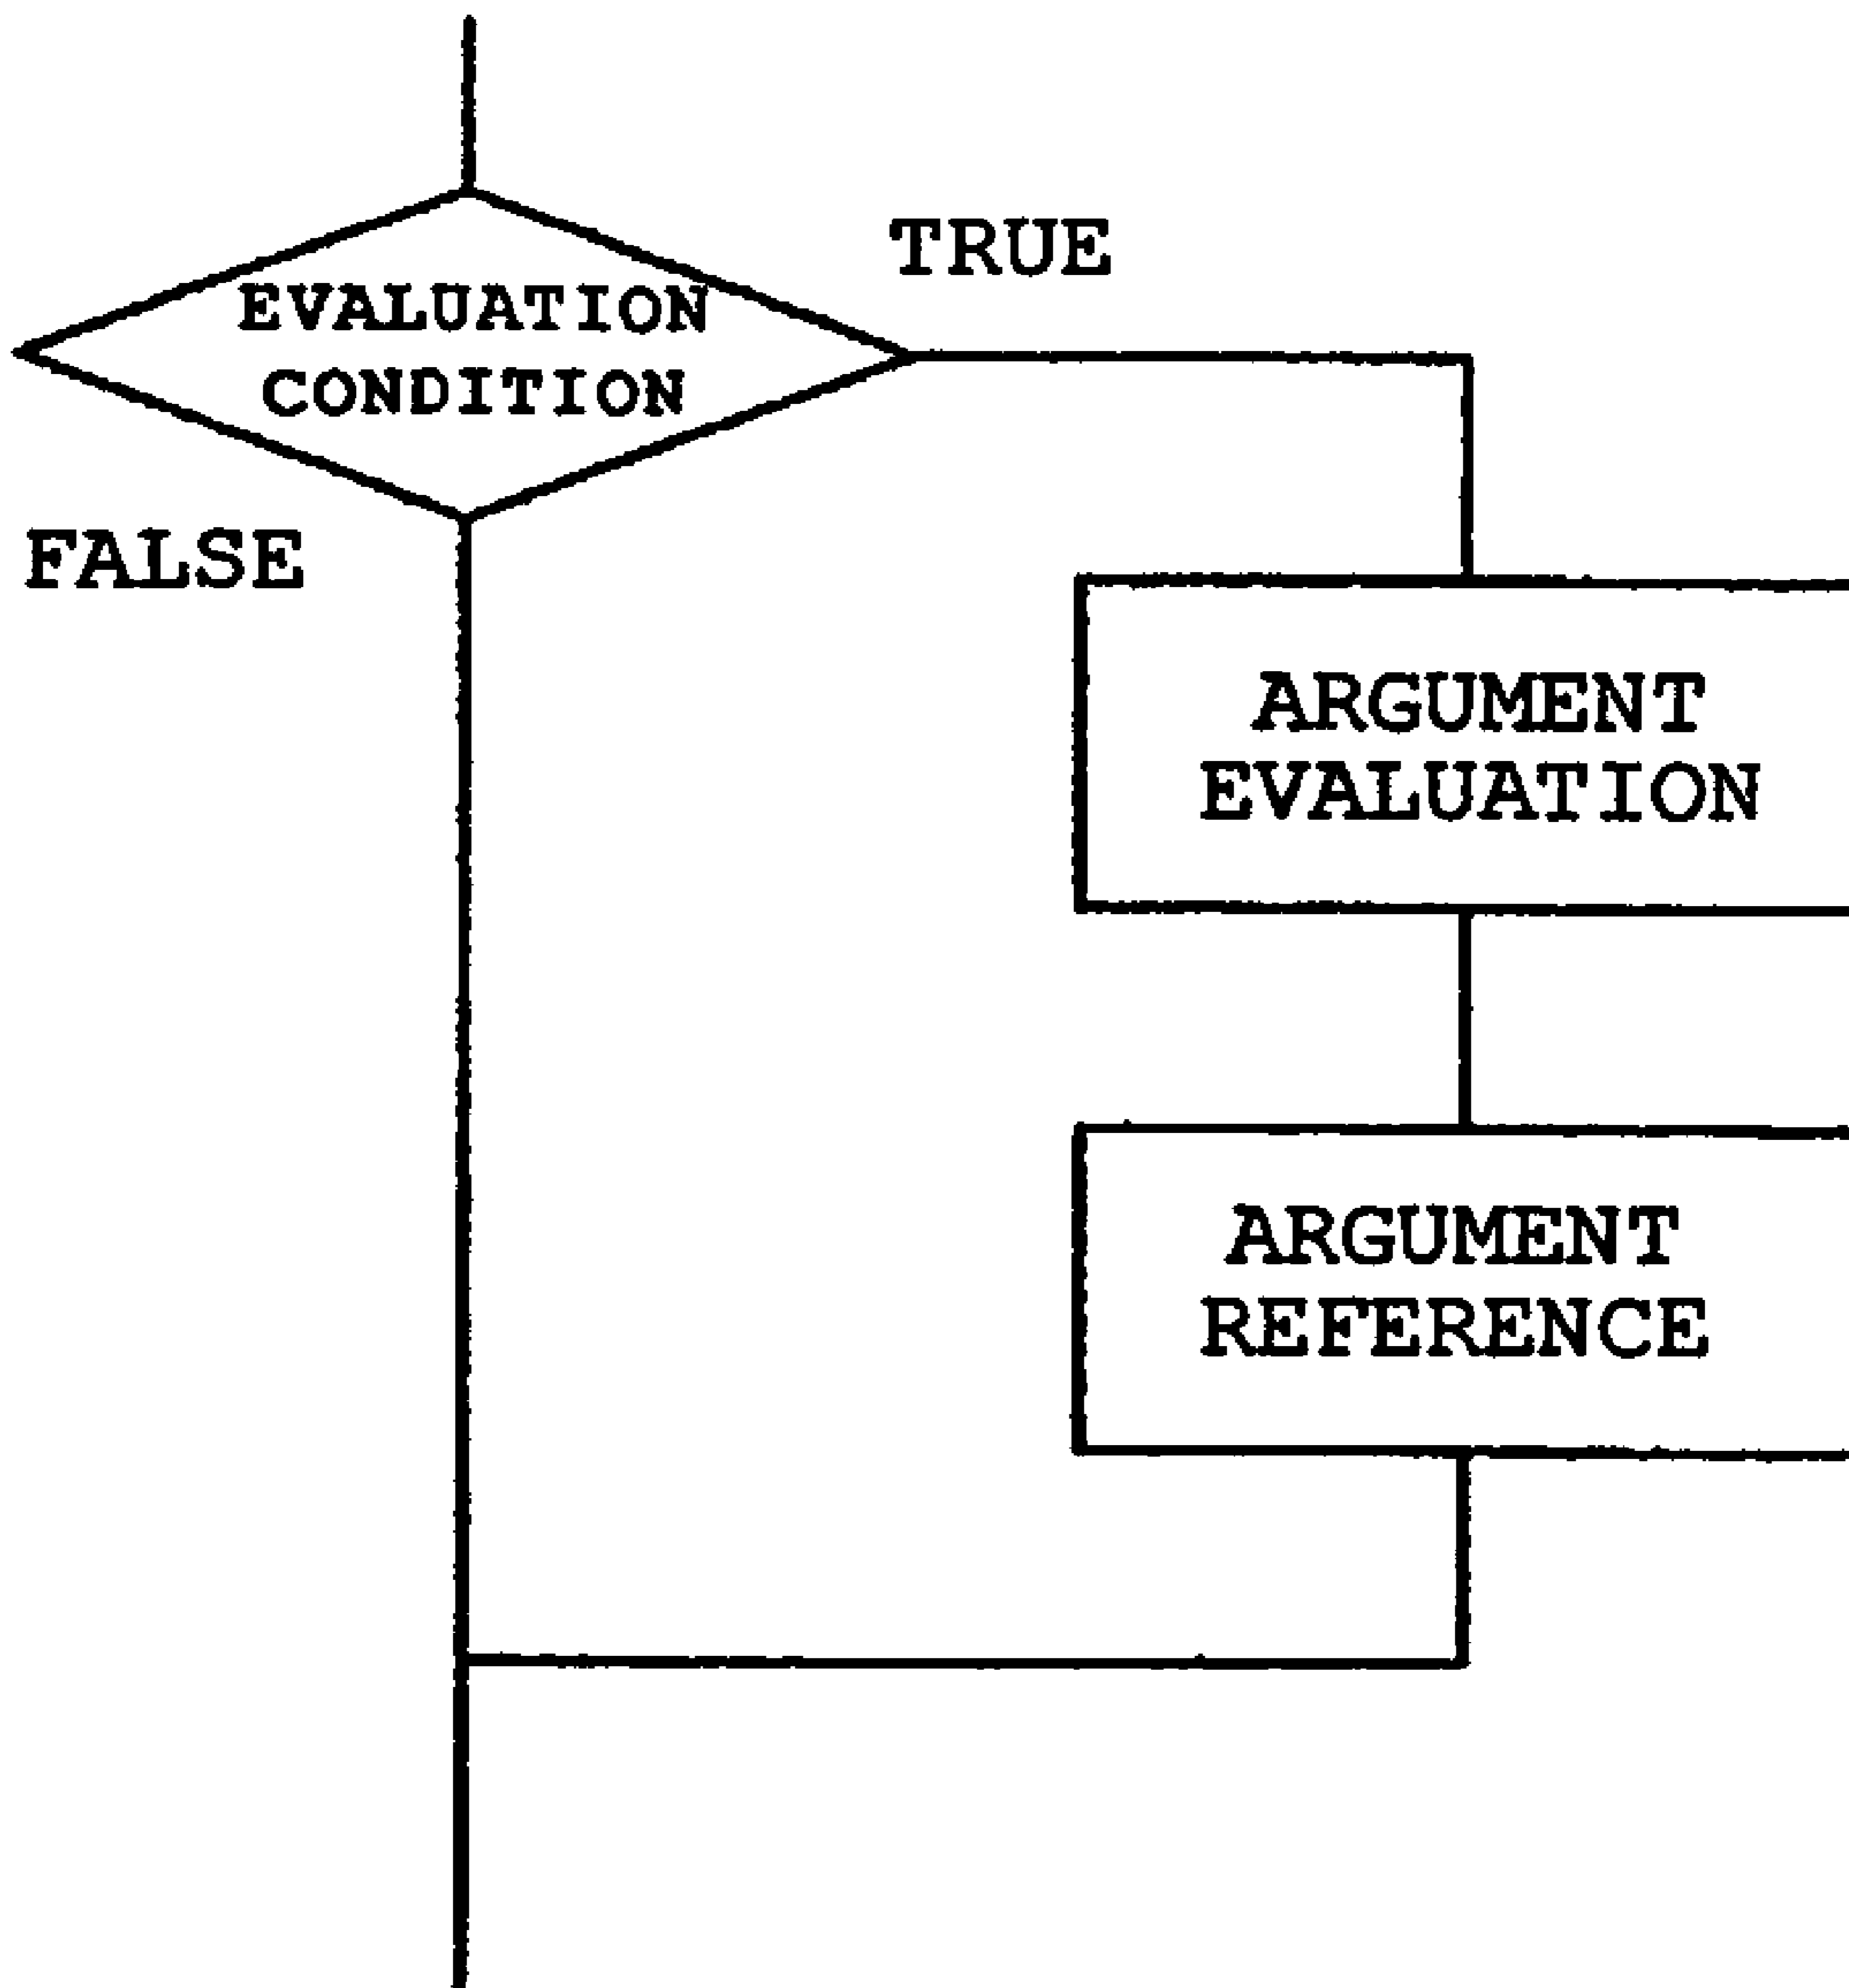 TRUE
EVALUATION
CONDITION
FALSE
ARGUMENT
EVALUATION
ARGUMENT
REFERENCE